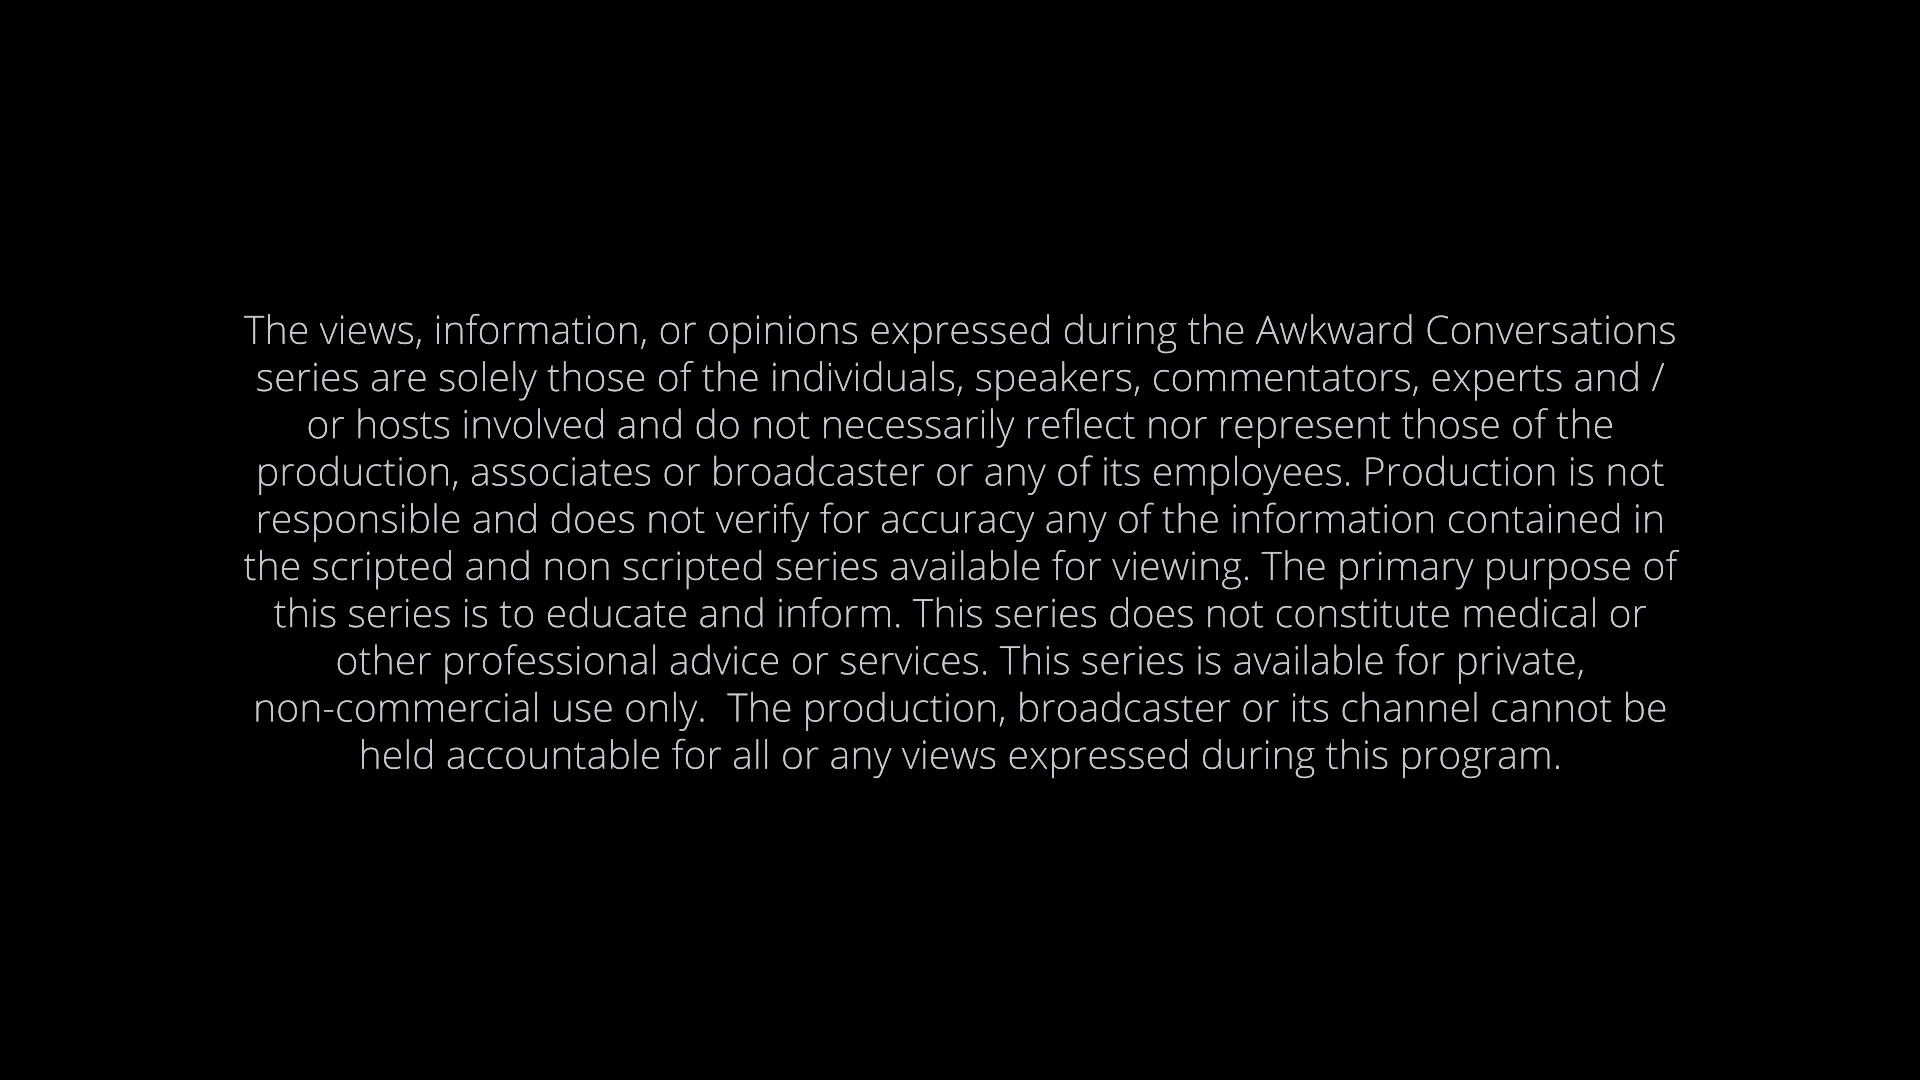 The views, information, or opinions expressed during the Awkward Conversations
series are solely those of the individuals, speakers, commentators, experts and /
or hosts involved and do not necessarily reflect nor represent those of the
production, associates or broadcaster or any of its employees. Production is not
responsible and does not verify for accuracy any of the information contained in
the scripted and non scripted series available for viewing. The primary purpose of
this series is to educate and inform. This series does not constitute medical or
other professional advice or services. This series is available for private,
non-commercial use only.  The production, broadcaster or its channel cannot be
held accountable for all or any views expressed during this program.